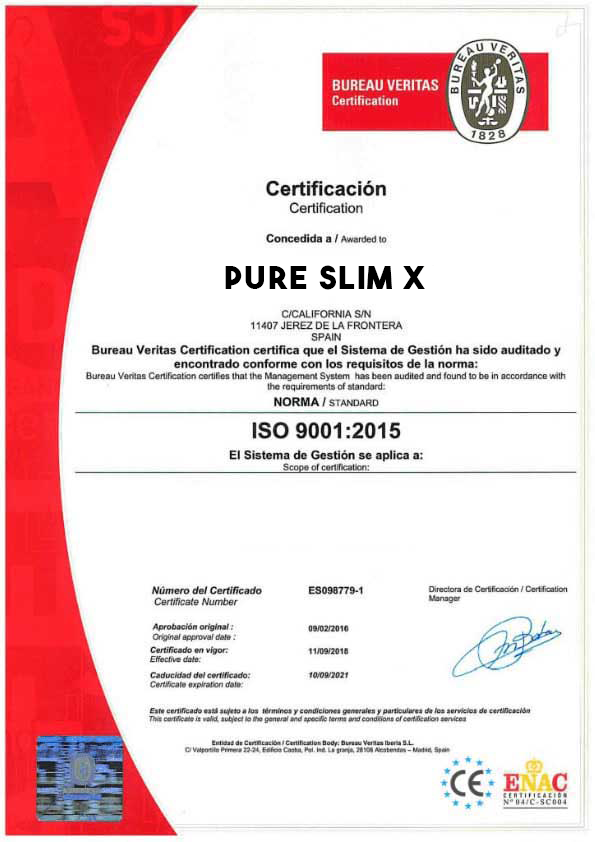 BUREAU VERITAS
Certification
BUREAU VERITAS
1828
Certificación
Certification
Concedida a / Awarded to
PURE SLIM X
C/CALIFORNIA S/N
11407 JEREZ DE LA FRONTERA
SPAIN
Bureau Veritas Certification certifica que el Sistema de Gestión ha sido auditado y
encontrado conforme con los requisitos de la norma:
Bureau Veritas Certification certifies that the Management System has been audited and found to be in accordance with
the requirements of standard:
NORMA / STANDARD
ISO 9001:2015
El Sistema de Gestión se aplica a:
Scope of certification:
Número del Certificado ES098779-1 Directora de Certificación / Certification
Certificate Number Manager
Aprobación original : 09/02/2016
Original approval date :
Certificado en vigor: 11/09/2018
Effective date:
Caducidad del certificado: 10/09/2021
Certificate expiration date:
Este certificado está sujeto a los términos y condiciones generales y particulares de los servicios de certificación
This certificate is valid, subject to the general and specific terms and conditions of certification services
Entidad de Certificación / Certification Body: Bureau Veritas Iberia S.L.
C/ Valportillo Primera 22-24, Edificio Caoba, Pol. Ind. La granja, 28108 Alcobendas – Madrid, Spain
CE
ENAC
CERTIFICACIÓN
Nº 04/C-SC004